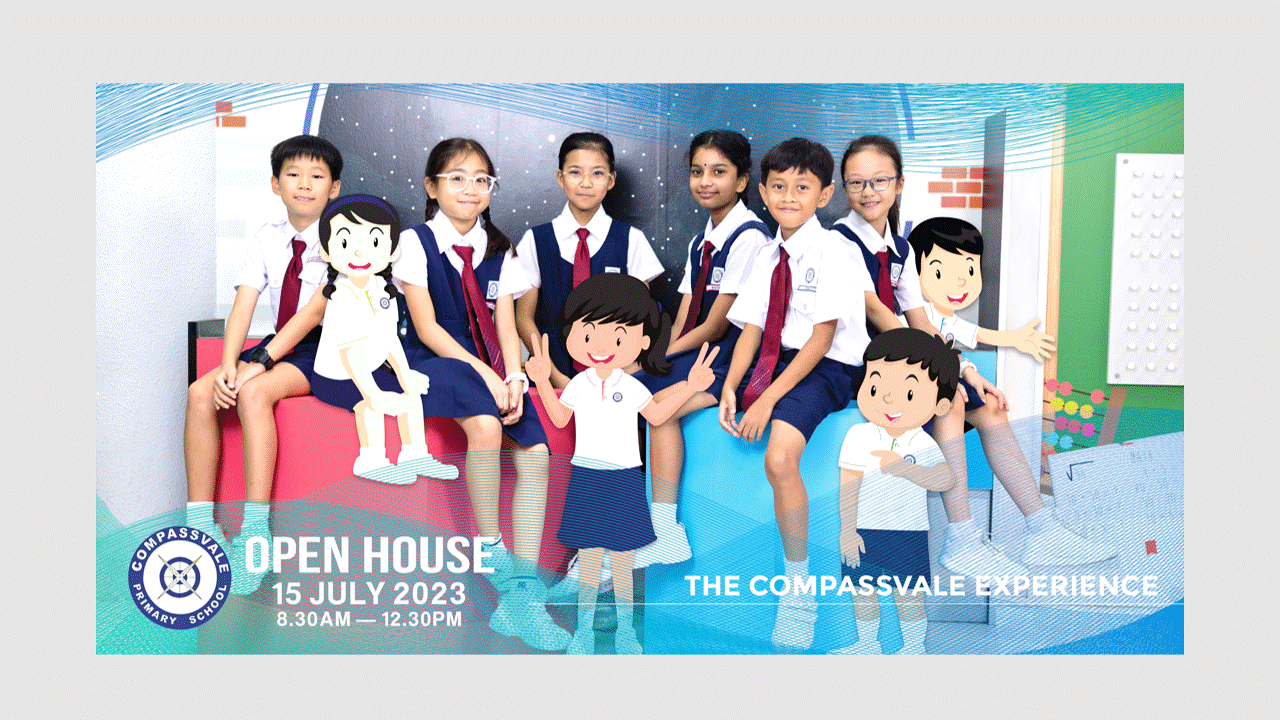 COMPASSVALE
PRIMARY SCHOOL
OPEN HOUSE
15 JULY 2023
8.30AM — 12.30PM
THE COMPASSVALE EXPERIENCE